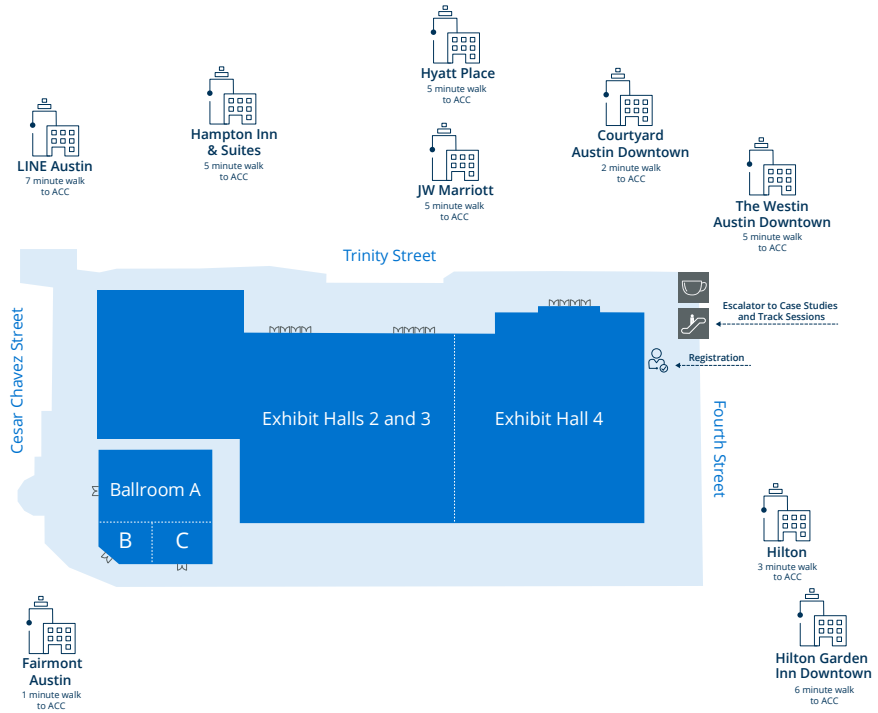 Hyatt Place
5 minute walk
to ACC
LINE Austin
7 minute walk
to ACC
Hampton Inn
& Suites
5 minute walk
to ACC
JW Marriott
5 minute walk
to ACC
Courtyard
Austin Downtown
2 minute walk
to ACC
The Westin
Austin Downtown
5 minute walk
to ACC
Trinity Street
Cesar Chavez Street
Escalator to Case Studies
and Track Sessions
Registration
Exhibit Halls 2 and 3
Exhibit Hall 4
Fourth Street
Ballroom A
B
C
Hilton
3 minute walk
to ACC
Fairmont
Austin
1 minute walk
to ACC
Hilton Garden
Inn Downtown
6 minute walk
to ACC